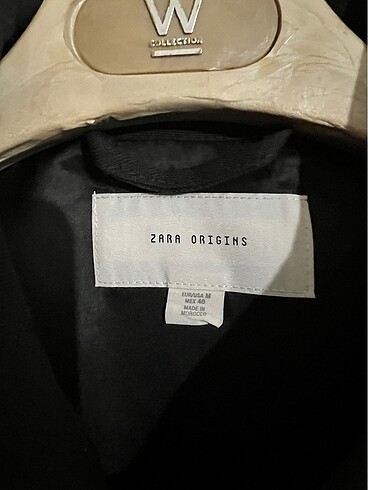 W
COLLECTION
ZARA ORIGINS
EUR/USA M
MEX 40
MADE IN
MOROCCO